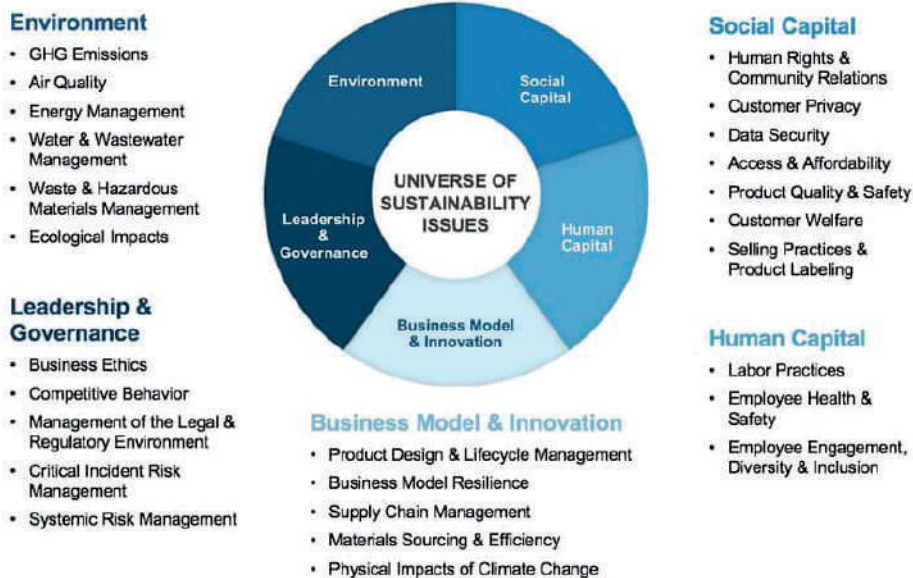 Environment
• GHG Emissions
• Air Quality
• Energy Management
• Water & Wastewater
Management
• Waste & Hazardous
Materials Management
• Ecological Impacts
Leadership &
Governance
• Business Ethics
• Competitive Behavior
• Management of the Legal &
Regulatory Environment
• Critical Incident Risk
Management
• Systemic Risk Management
Environment
Social
Capital
UNIVERSE OF
SUSTAINABILITY
ISSUES
Leadership
&
Governance
Human
Capital
Business Model
& Innovation
Business Model & Innovation
• Product Design & Lifecycle Management
• Business Model Resilience
• Supply Chain Management
• Materials Sourcing & Efficiency
• Physical Impacts of Climate Change
Social Capital
• Human Rights &
Community Relations
• Customer Privacy
• Data Security
• Access & Affordability
• Product Quality & Safety
• Customer Welfare
• Selling Practices &
Product Labeling
Human Capital
• Labor Practices
• Employee Health &
Safety
• Employee Engagement,
Diversity & Inclusion